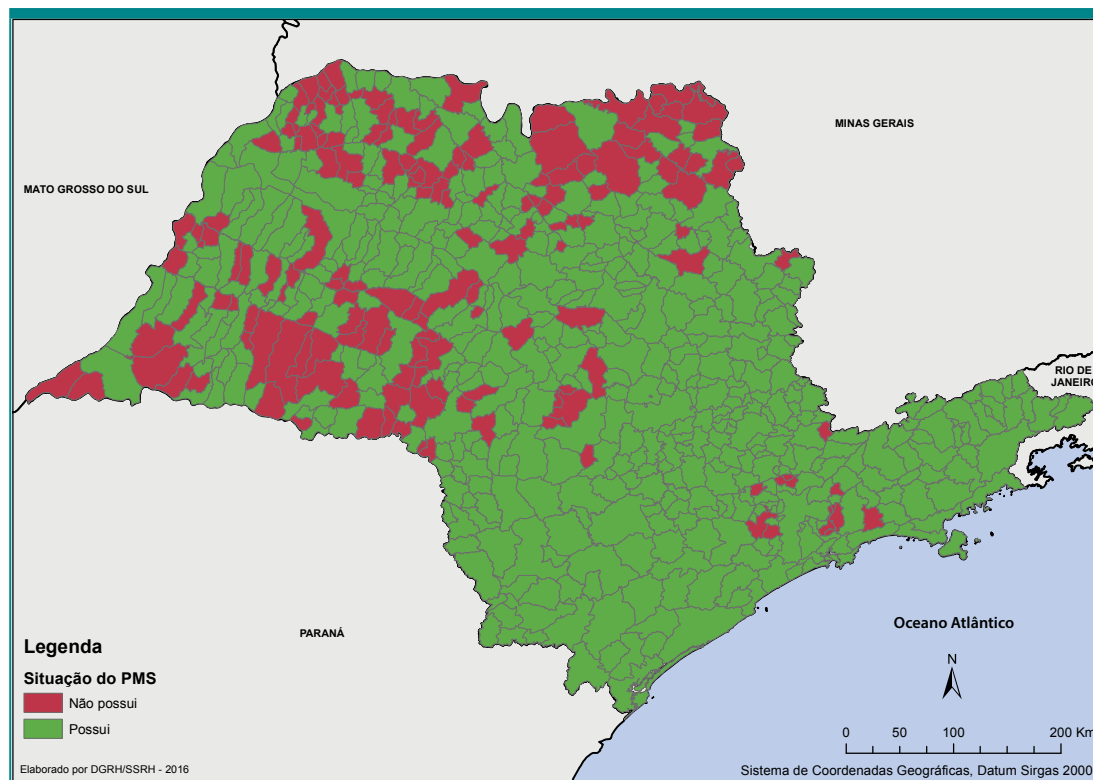 MINAS GERAIS
MATO GROSSO DO SUL
RIO DE
JANEIRO
PARANÁ
Oceano Atlântico
N
Legenda
Situação do PMS
Não possui
Possui
0 50 100 200 Km
Elaborado por DGRH/SSRH - 2016
Sistema de Coordenadas Geográficas, Datum Sirgas 2000